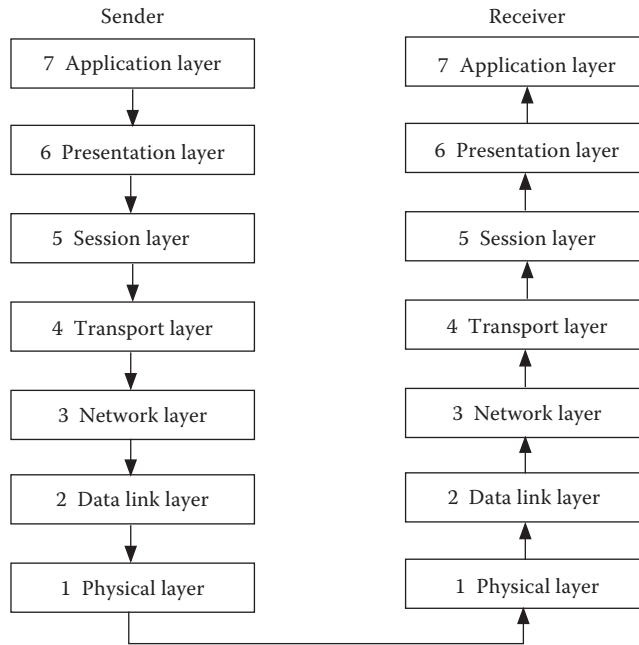 Sender
7 Application layer
6 Presentation layer
5 Session layer
4 Transport layer
3 Network layer
2 Data link layer
1 Physical layer
Receiver
7 Application layer
6 Presentation layer
5 Session layer
4 Transport layer
3 Network layer
2 Data link layer
1 Physical layer